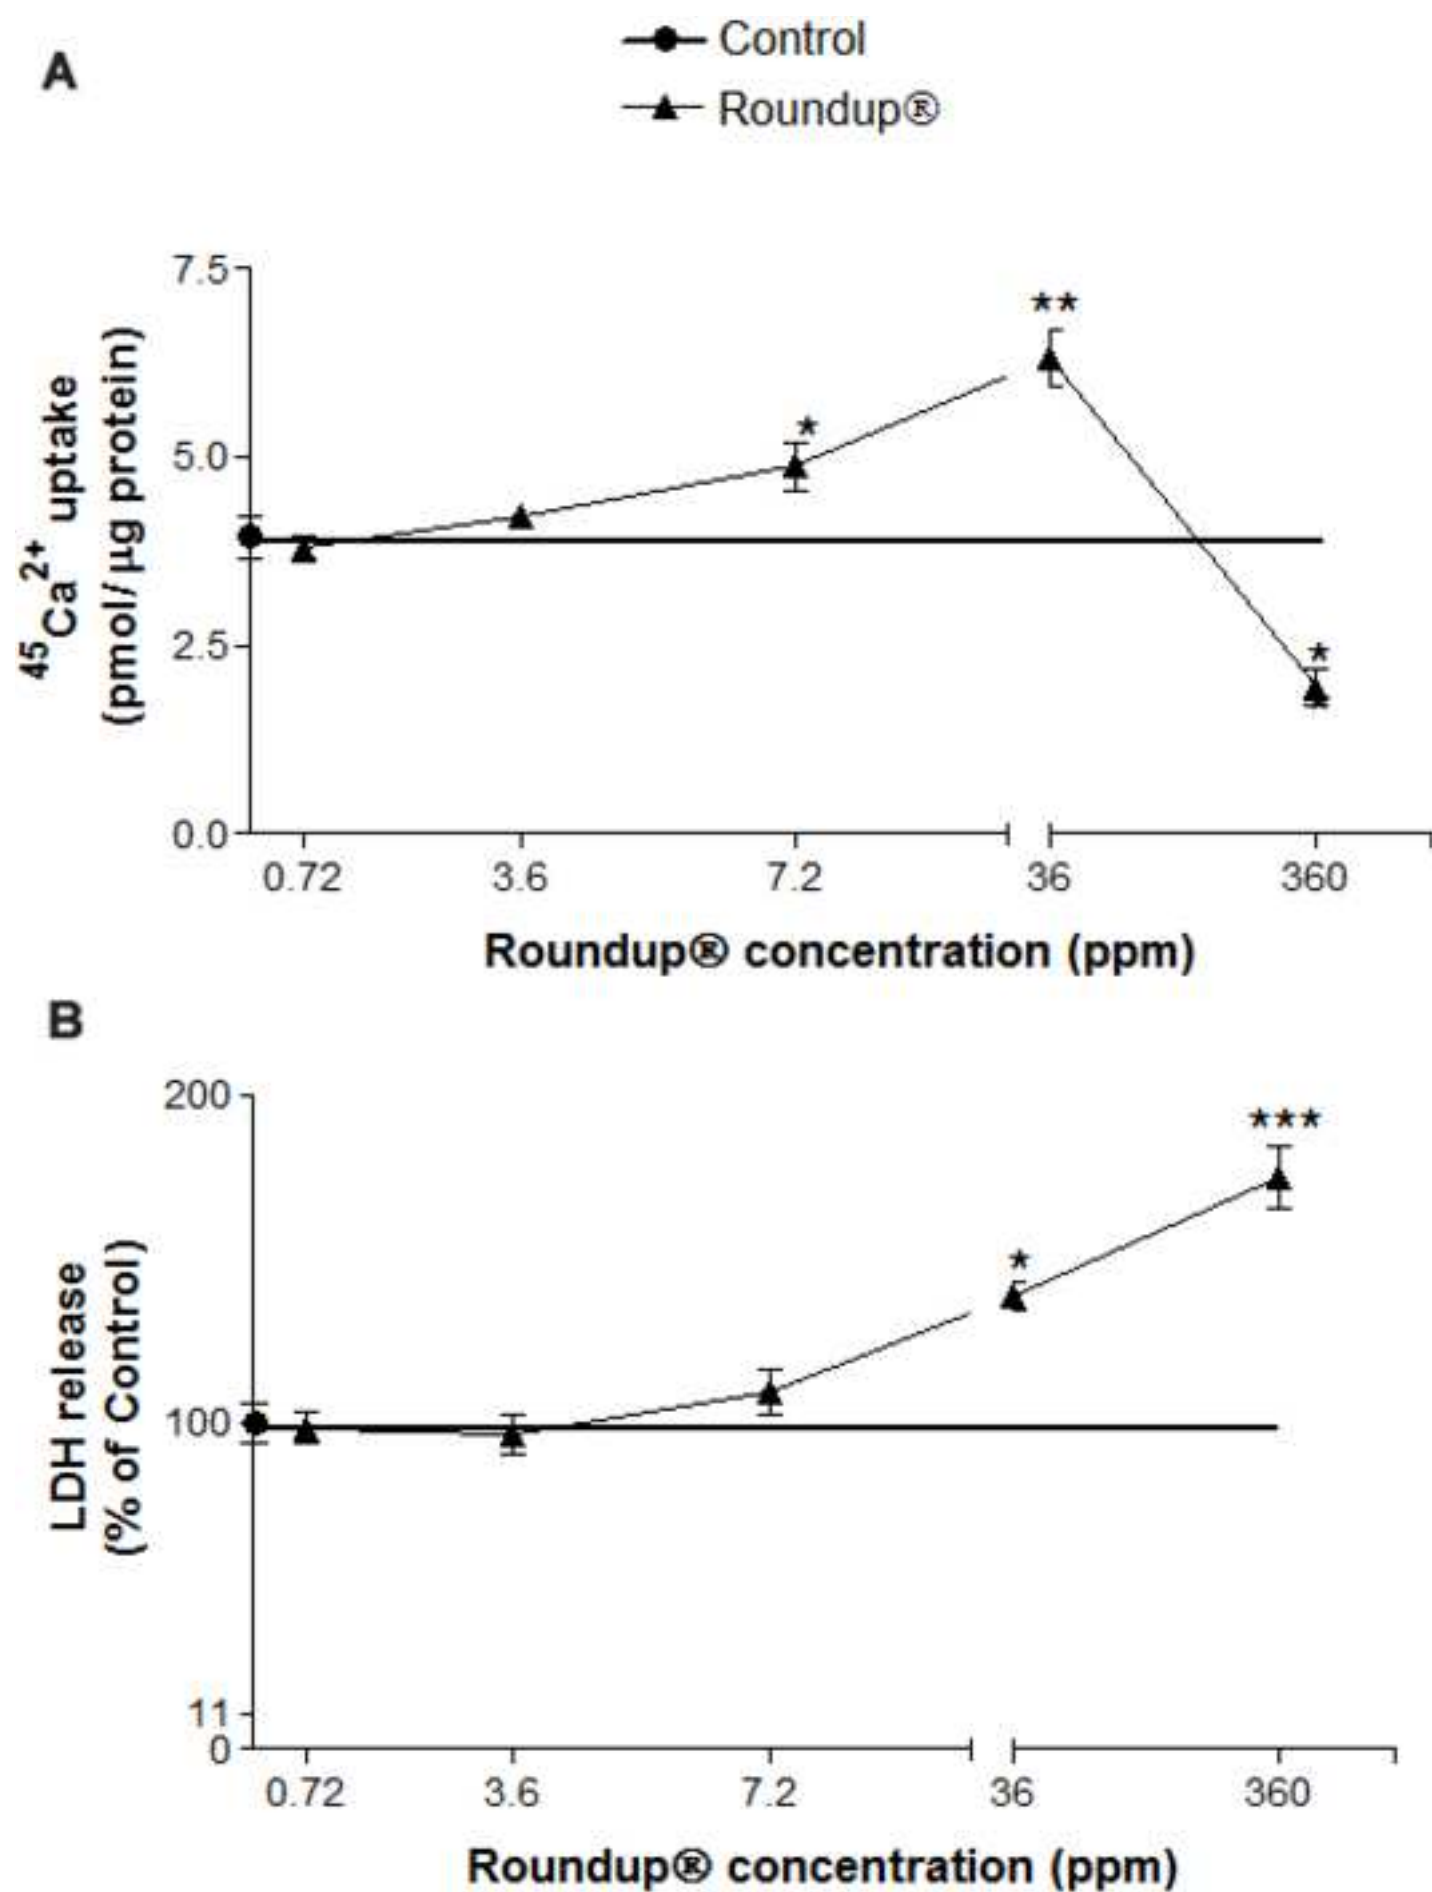 Control
A
Roundup®
7.5
**
*
5.0
45Ca2+ uptake
(pmol/ µg protein)
2.5
*
0.0
0.72 3.6 7.2 36 360
Roundup® concentration (ppm)
B
200
***
*
LDH release
(% of Control)
100
11
0
0.72 3.6 7.2 36 360
Roundup® concentration (ppm)